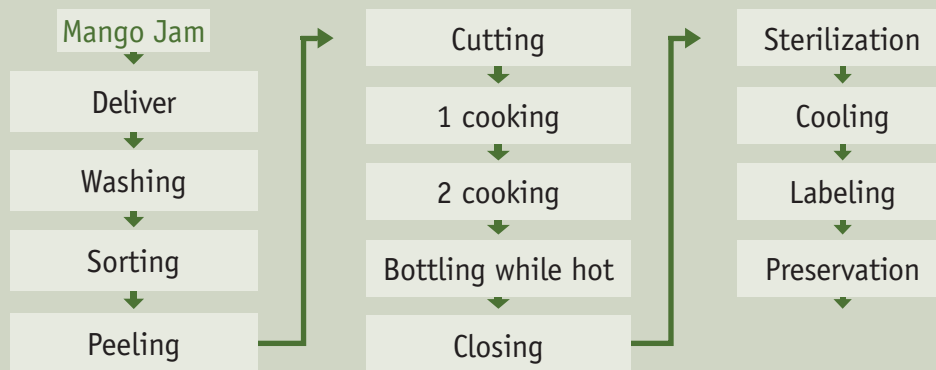 Mango Jam
Deliver
Washing
Sorting
Peeling
Cutting
1 cooking
2 cooking
Bottling while hot
Closing
Sterilization
Cooling
Labeling
Preservation